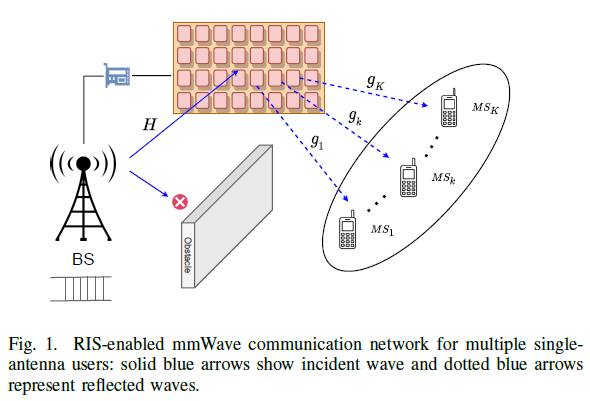 H
g_K
g_k
g_1
MS_K
MS_k
MS_1
Obstacle
BS
Fig. 1. RIS-enabled mmWave communication network for multiple single-
antenna users: solid blue arrows show incident wave and dotted blue arrows
represent reflected waves.